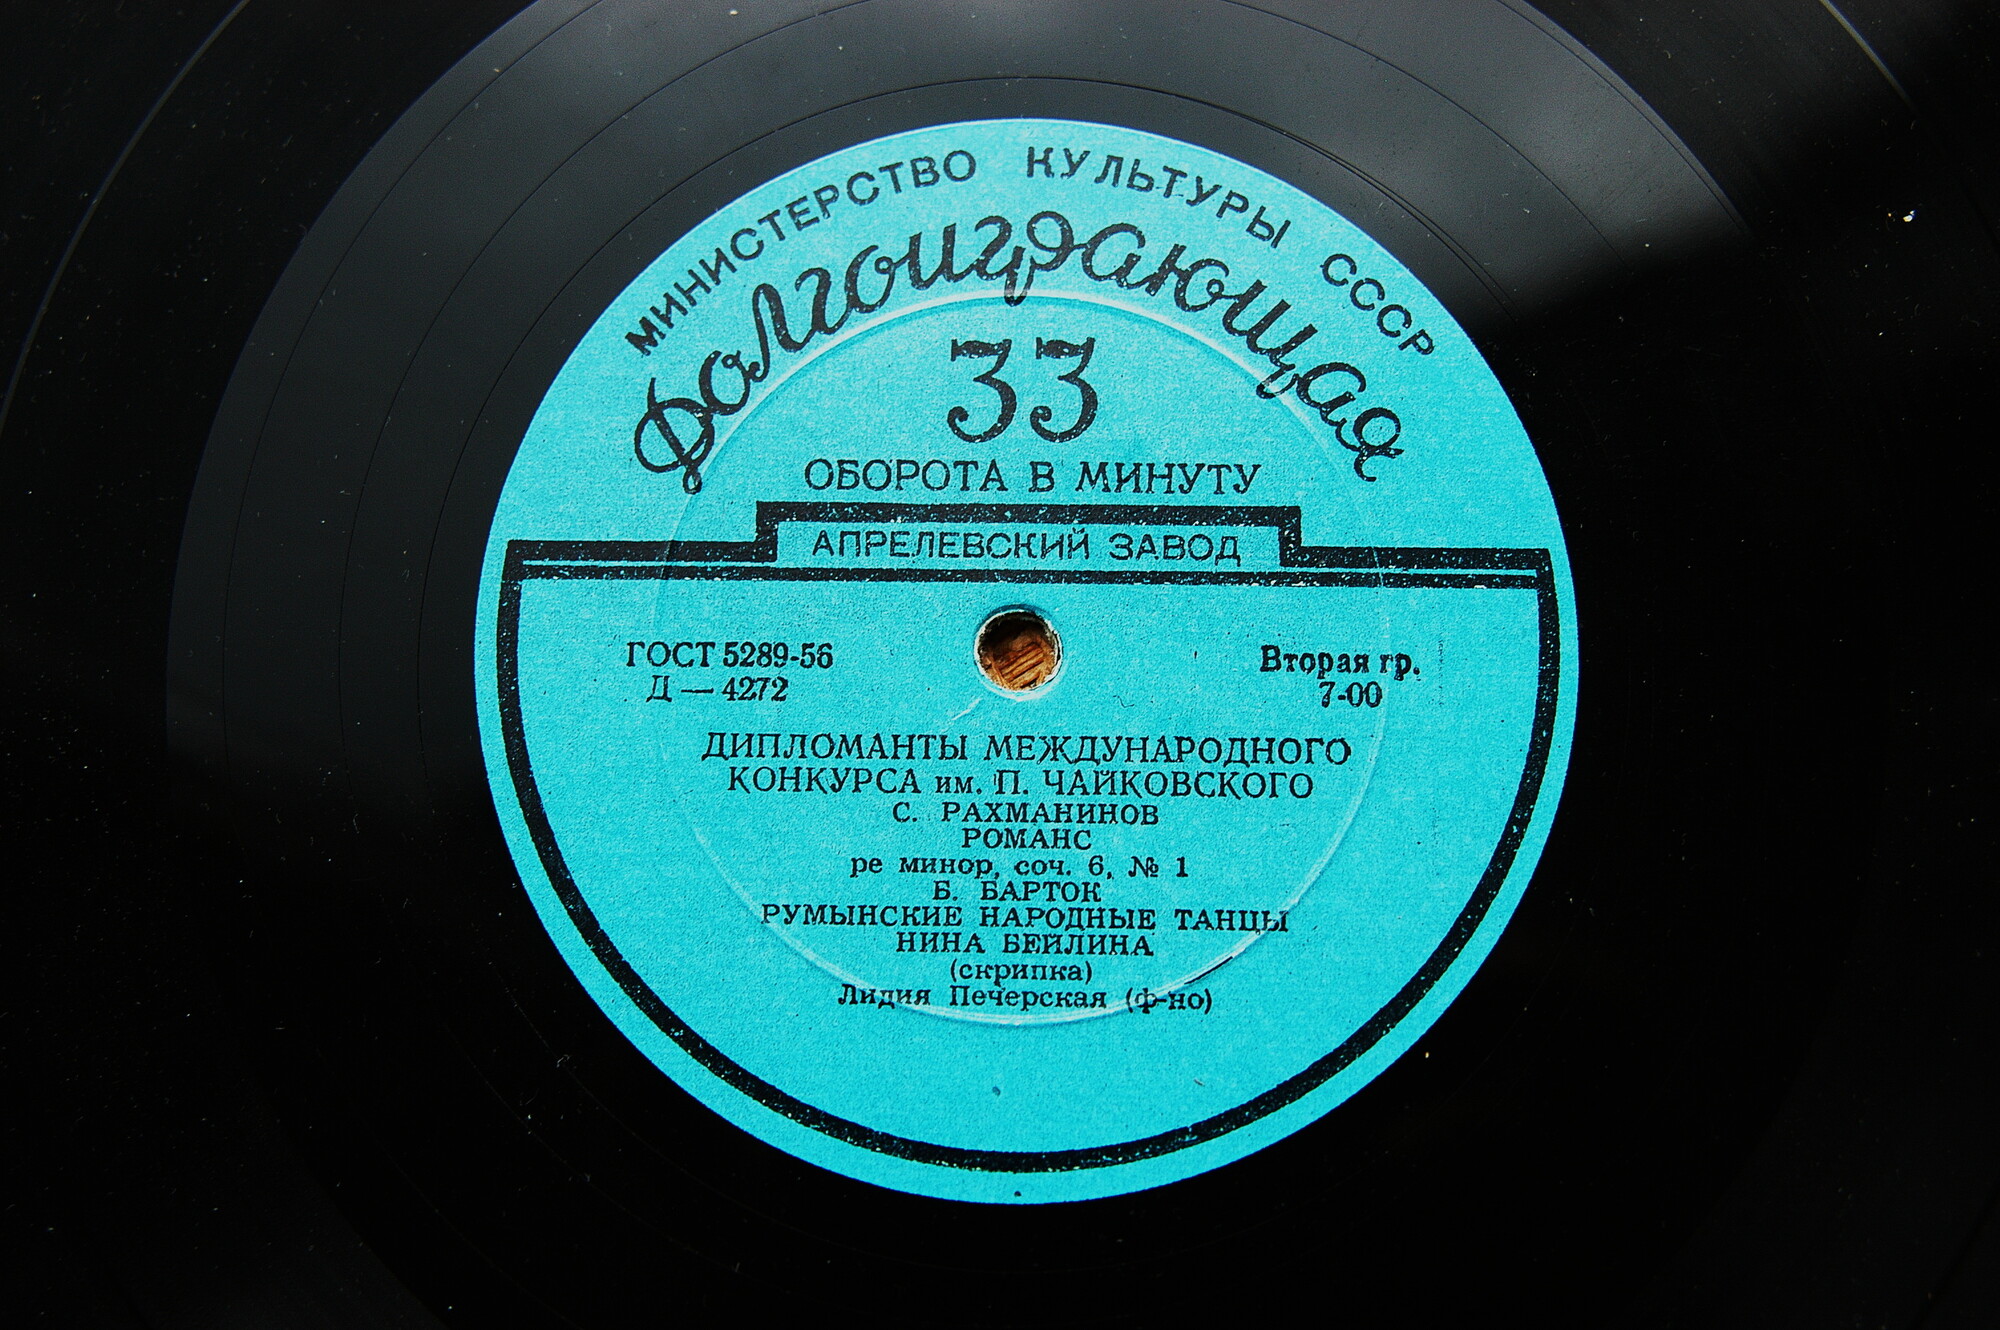 МИНИСТЕРСТВО КУЛЬТУРЫ СССР
Долгоиграющая
33
ОБОРОТА В МИНУТУ
АПРЕЛЕВСКИЙ ЗАВОД
ГОСТ 5289-56
Д — 4272
Вторая гр.
7-00
ДИПЛОМАНТЫ МЕЖДУНАРОДНОГО
КОНКУРСА им. П. ЧАЙКОВСКОГО
С. РАХМАНИНОВ
РОМАНС
ре минор, соч. 6, № 1
Б. БАРТОК
РУМЫНСКИЕ НАРОДНЫЕ ТАНЦЫ
НИНА БЕЙЛИНА
(скрипка)
Лидия Печерская (ф-но)